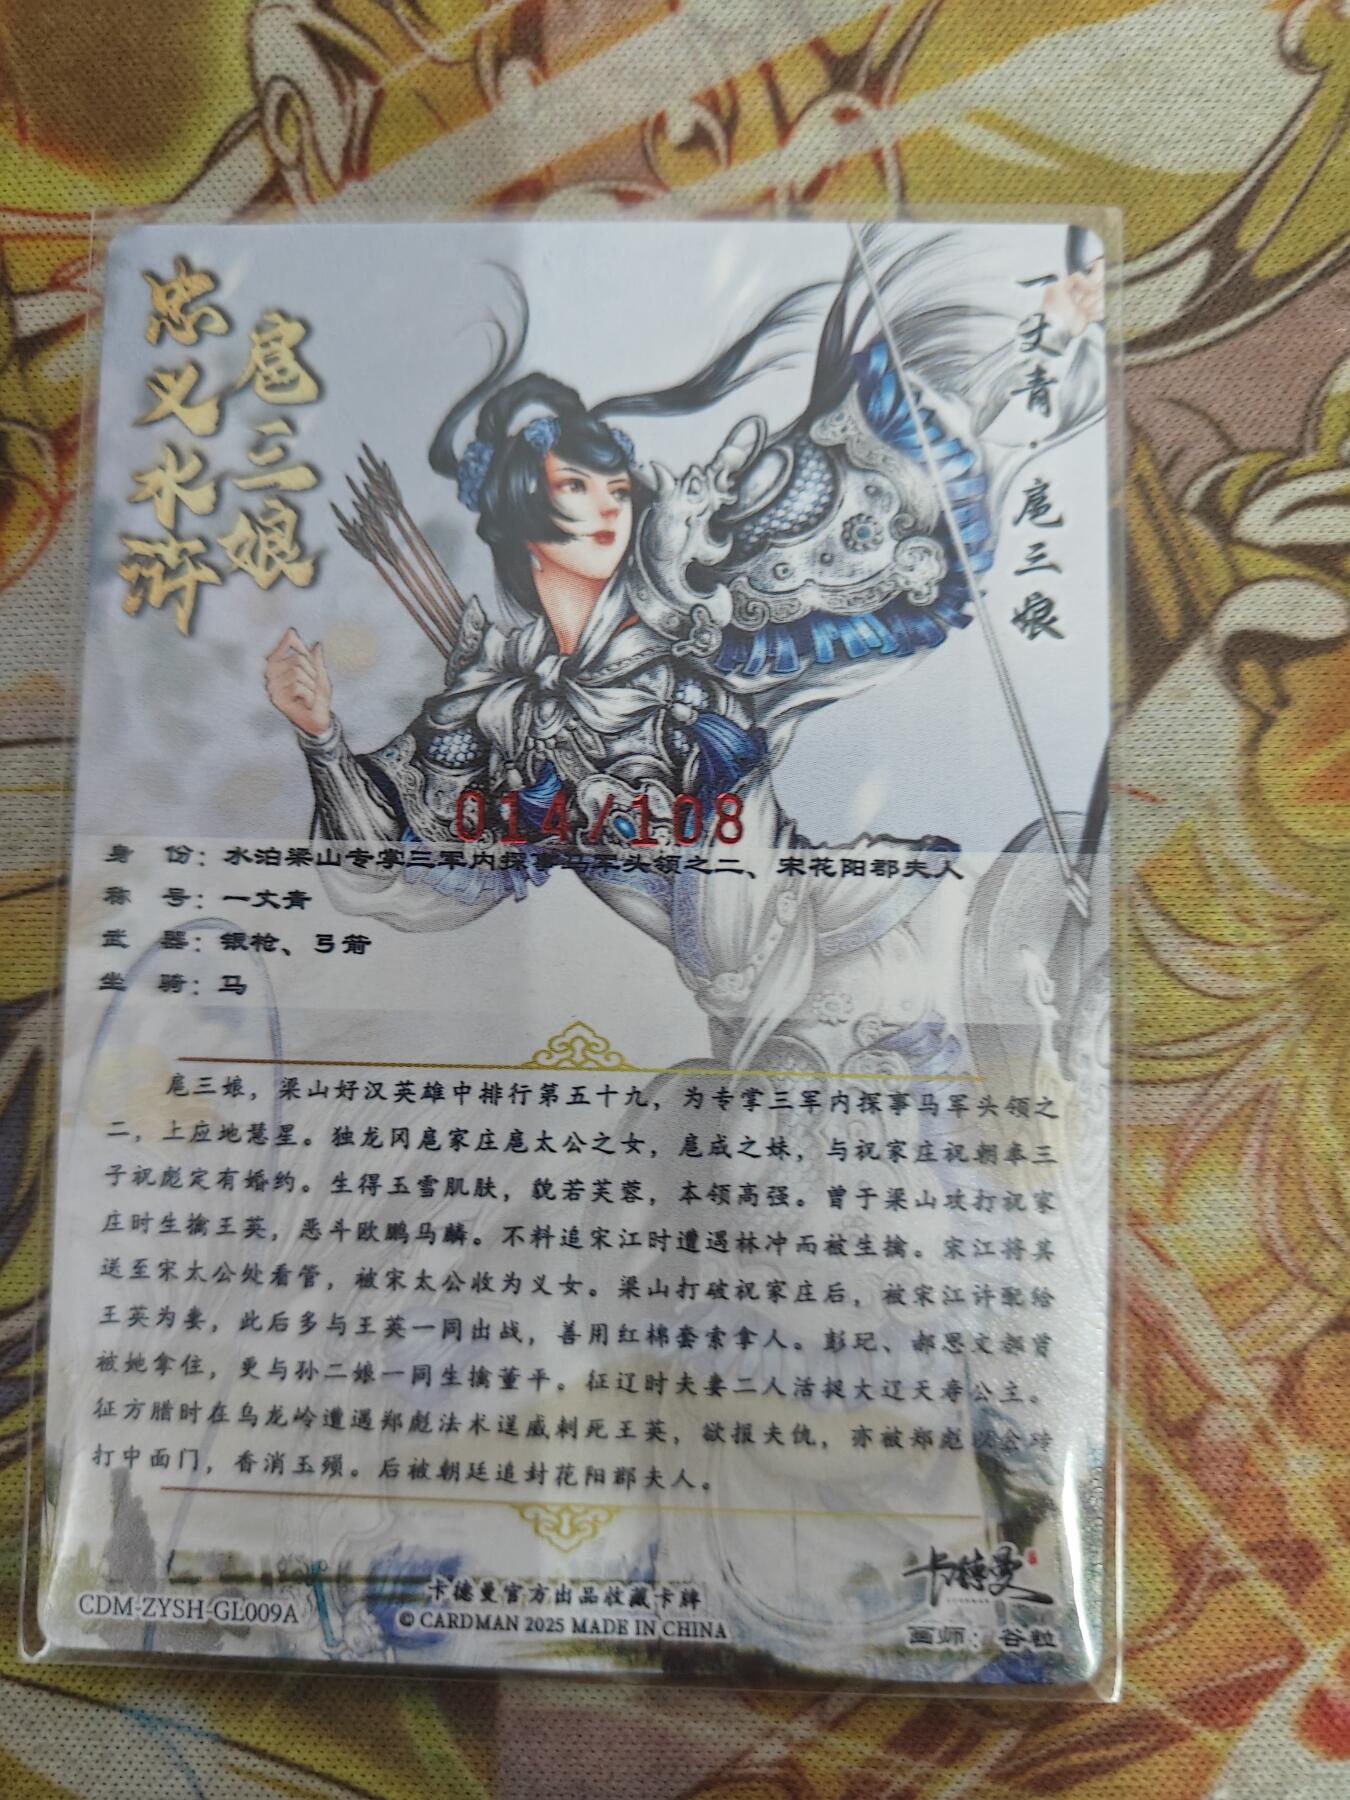 忠义水浒
扈三娘
一丈青·扈三娘
014/108
身 份：水泊梁山专掌三军内探事马军头领之二、宋花阳郡夫人
称 号：一丈青
武 器：银枪、弓箭
坐 骑：马
扈三娘，梁山好汉英雄中排行第五十九，为专掌三军内探事马军头领之
二，上应地慧星。独龙冈扈家庄扈太公之女，扈成之妹，与祝家庄祝朝奉三
子祝彪定有婚约。生得玉雪肌肤，貌若芙蓉，本领高强。曾于梁山攻打祝家
庄时生擒王英，恶斗欧鹏马麟。不料追宋江时遭遇林冲而被生擒。宋江将其
送至宋太公处看管，被宋太公收为义女。梁山打破祝家庄后，被宋江许配给
王英为妻，此后多与王英一同出战，善用红棉套索拿人。彭玘、郝思文都曾
被她拿住，更与孙二娘一同生擒董平。征辽时夫妻二人活捉大辽天寿公主。
征方腊时在乌龙岭遭遇郑彪法术逞威刺死王英，欲报夫仇，亦被郑彪以金砖
打中面门，香消玉殒。后被朝廷追封花阳郡夫人。
卡德曼
CDM-ZYSH-GL009A
卡德曼官方出品收藏卡牌
© CARDMAN 2025 MADE IN CHINA
画师：谷粒